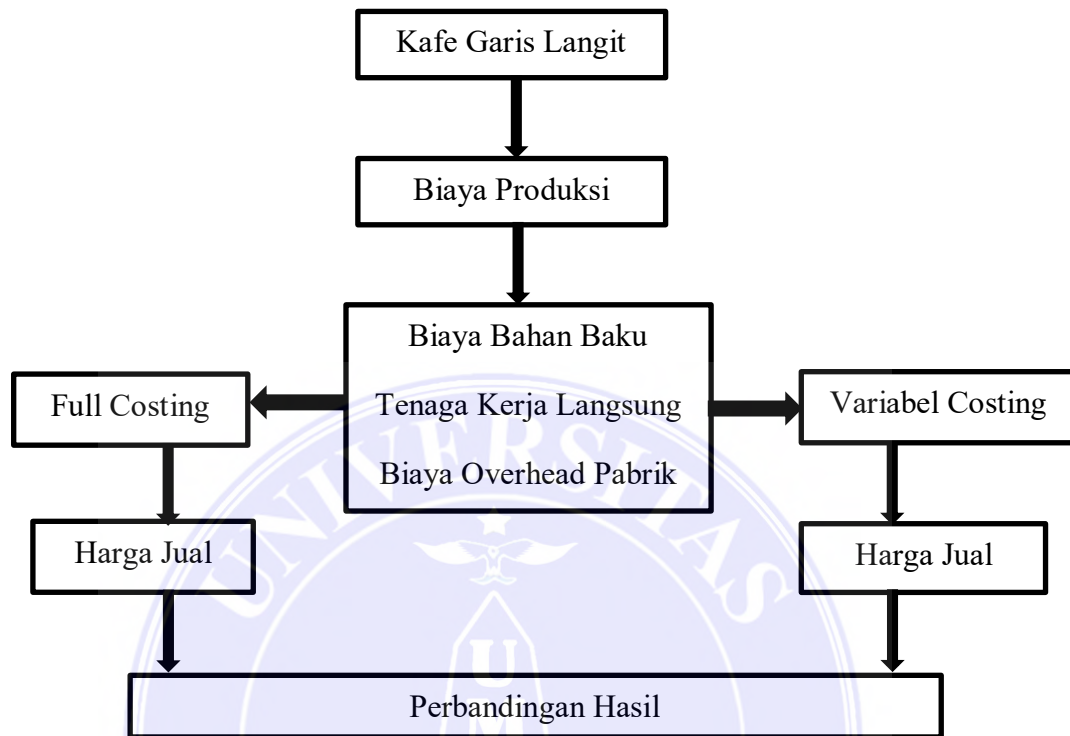 Kafe Garis Langit
Biaya Produksi
Biaya Bahan Baku
Tenaga Kerja Langsung
Biaya Overhead Pabrik
Full Costing
Variabel Costing
Harga Jual
Harga Jual
Perbandingan Hasil
UNIVERSITAS
U
M